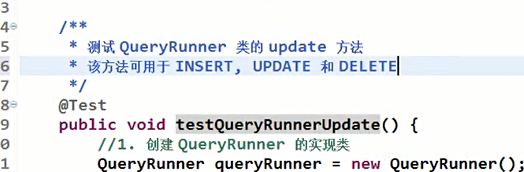 3
4 /**
5 * 测试 QueryRunner 类的 update 方法
6 * 该方法可用于 INSERT, UPDATE 和 DELETE
7 */
8 @Test
9 public void testQueryRunnerUpdate() {
0 //1. 创建 QueryRunner 的实现类
1 QueryRunner queryRunner = new QueryRunner();